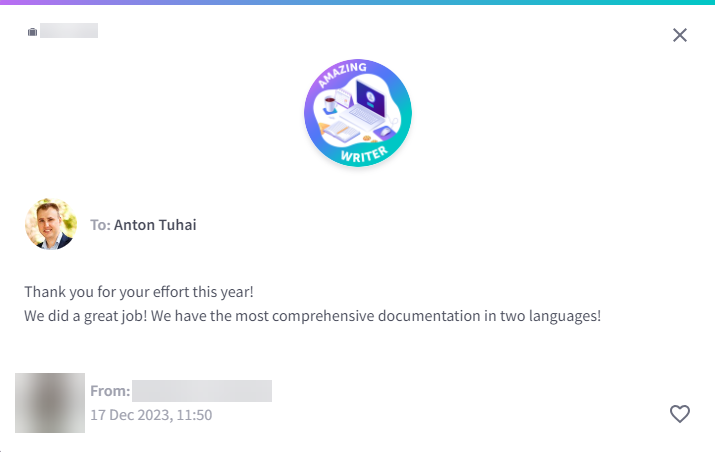 AMAZING
WRITER
To: Anton Tuhai
Thank you for your effort this year!
We did a great job! We have the most comprehensive documentation in two languages!
From:
17 Dec 2023, 11:50